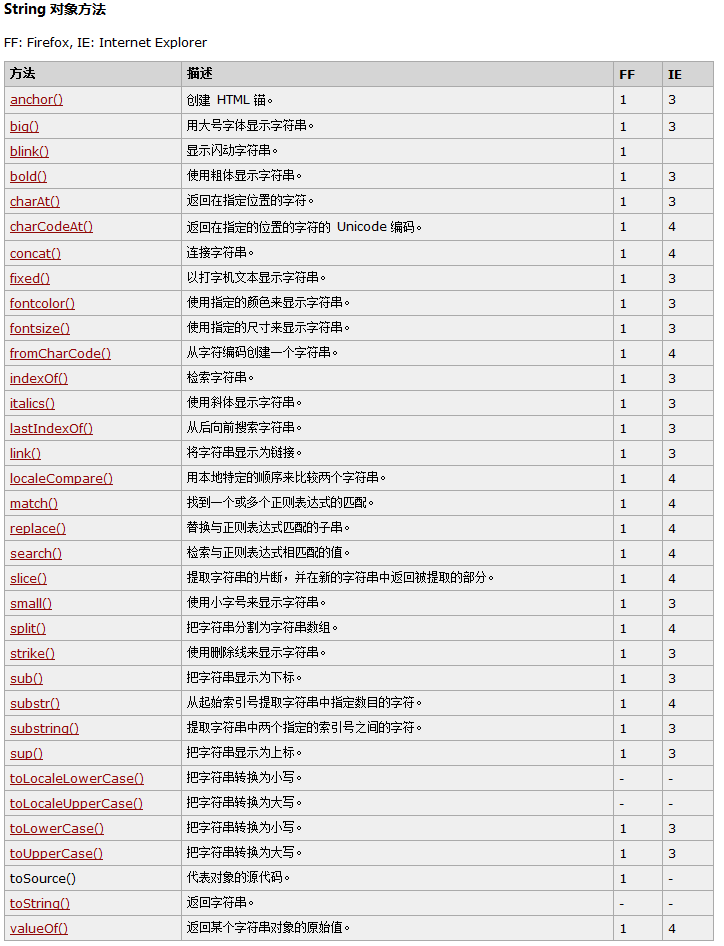 String 对象方法
FF: Firefox, IE: Internet Explorer
方法 描述 FF IE
anchor() 创建 HTML 锚。 1 3
big() 用大号字体显示字符串。 1 3
blink() 显示闪动字符串。 1
bold() 使用粗体显示字符串。 1 3
charAt() 返回在指定位置的字符。 1 3
charCodeAt() 返回在指定的位置的字符的 Unicode 编码。 1 4
concat() 连接字符串。 1 4
fixed() 以打字机文本显示字符串。 1 3
fontcolor() 使用指定的颜色来显示字符串。 1 3
fontsize() 使用指定的尺寸来显示字符串。 1 3
fromCharCode() 从字符编码创建一个字符串。 1 4
indexOf() 检索字符串。 1 3
italics() 使用斜体显示字符串。 1 3
lastIndexOf() 从后向前搜索字符串。 1 3
link() 将字符串显示为链接。 1 3
localeCompare() 用本地特定的顺序来比较两个字符串。 1 4
match() 找到一个或多个正则表达式的匹配。 1 4
replace() 替换与正则表达式匹配的子串。 1 4
search() 检索与正则表达式相匹配的值。 1 4
slice() 提取字符串的片断，并在新的字符串中返回被提取的部分。 1 4
small() 使用小字号来显示字符串。 1 3
split() 把字符串分割为字符串数组。 1 4
strike() 使用删除线来显示字符串。 1 3
sub() 把字符串显示为下标。 1 3
substr() 从起始索引号提取字符串中指定数目的字符。 1 4
substring() 提取字符串中两个指定的索引号之间的字符。 1 3
sup() 把字符串显示为上标。 1 3
toLocaleLowerCase() 把字符串转换为小写。 - -
toLocaleUpperCase() 把字符串转换为大写。 - -
toLowerCase() 把字符串转换为小写。 1 3
toUpperCase() 把字符串转换为大写。 1 3
toSource() 代表对象的源代码。 1 -
toString() 返回字符串。 - -
valueOf() 返回某个字符串对象的原始值。 1 4